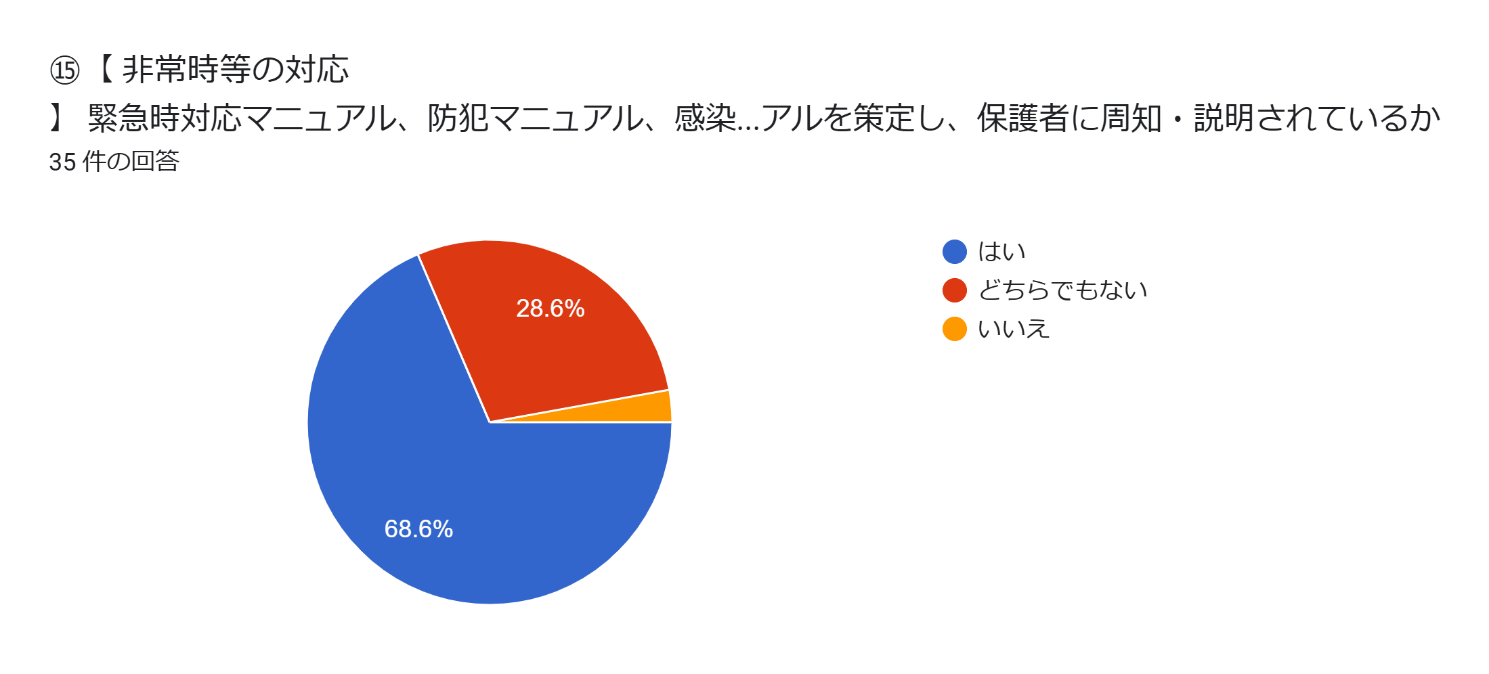 ⑮【 非常時等の対応
】 緊急時対応マニュアル、防犯マニュアル、感染...アルを策定し、保護者に周知・説明されているか
35 件の回答
はい
どちらでもない
いいえ
28.6%
68.6%